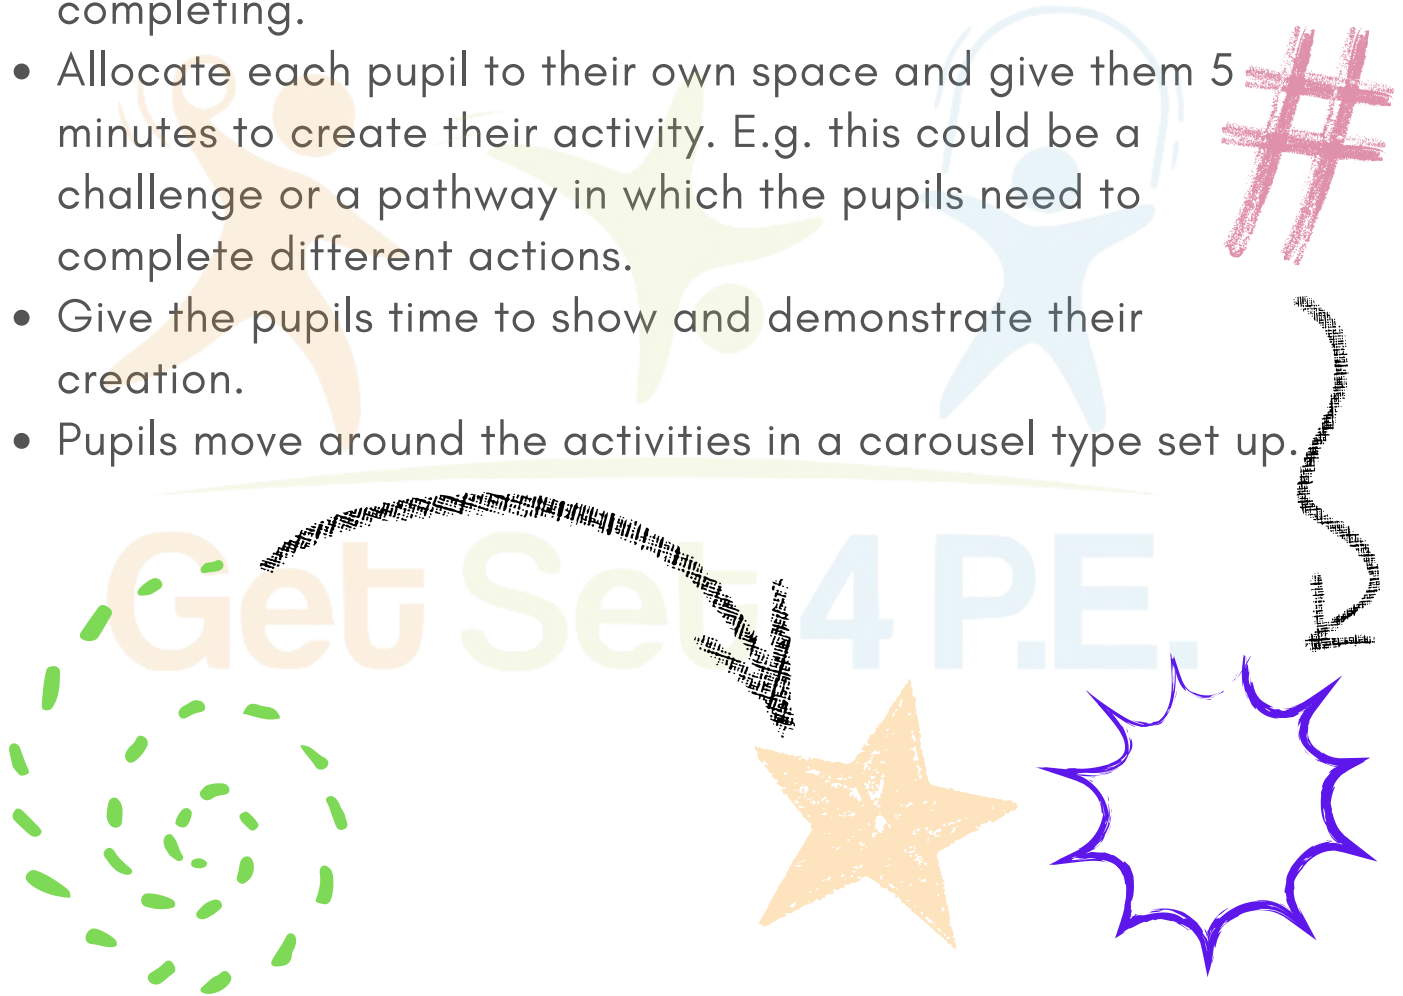 completing.
• Allocate each pupil to their own space and give them 5
minutes to create their activity. E.g. this could be a
challenge or a pathway in which the pupils need to
complete different actions.
• Give the pupils time to show and demonstrate their
creation.
• Pupils move around the activities in a carousel type set up.
Get Set 4 P.E.